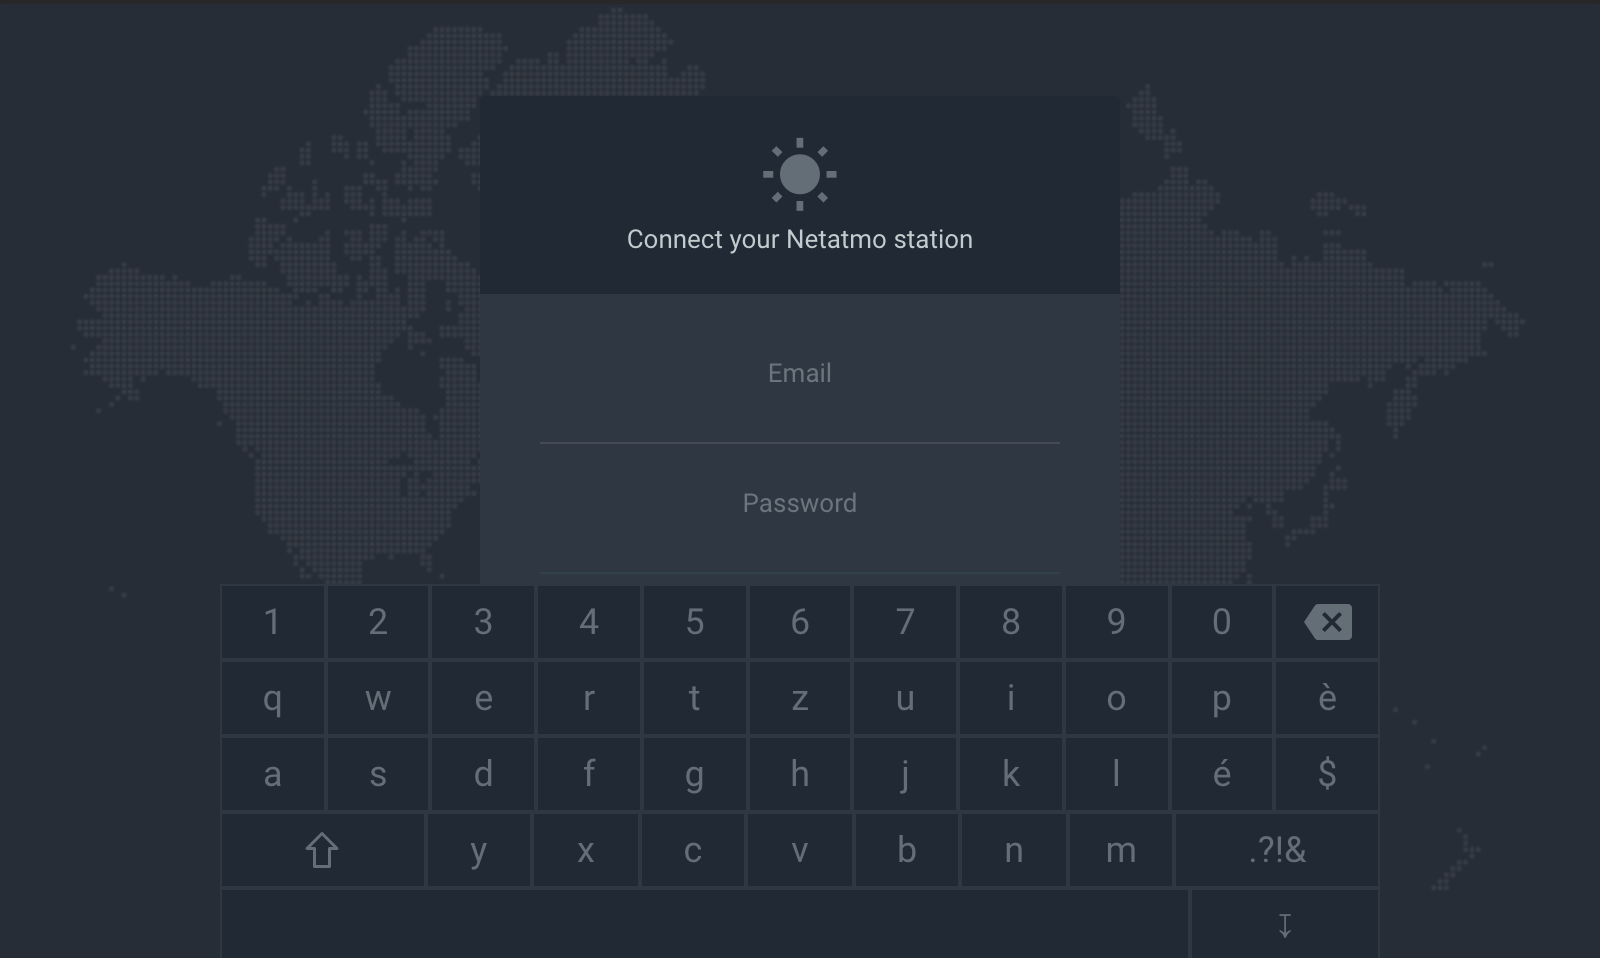 Connect your Netatmo station
Email
Password
1 2 3 4 5 6 7 8 9 0
q w e r t z u i o p è
a s d f g h j k l é $
y x c v b n m .?!&